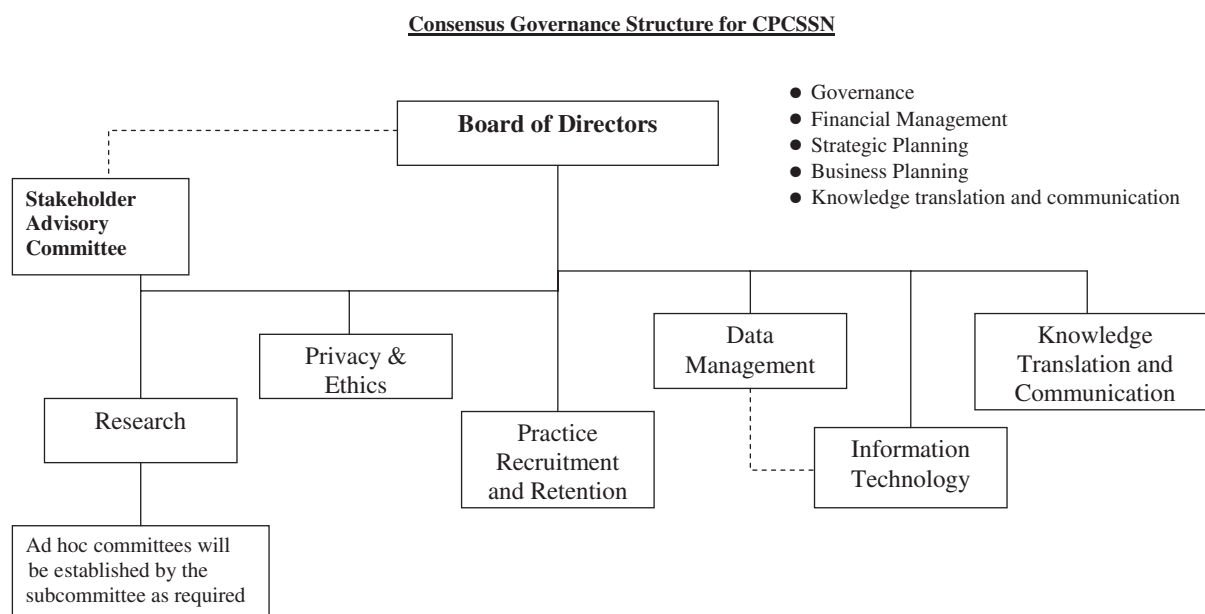 Consensus Governance Structure for CPCSSN
Board of Directors
● Governance
● Financial Management
● Strategic Planning
● Business Planning
● Knowledge translation and communication
Stakeholder
Advisory
Committee
Research
Privacy &
Ethics
Practice
Recruitment
and Retention
Data
Management
Information
Technology
Knowledge
Translation and
Communication
Ad hoc committees will
be established by the
subcommittee as required